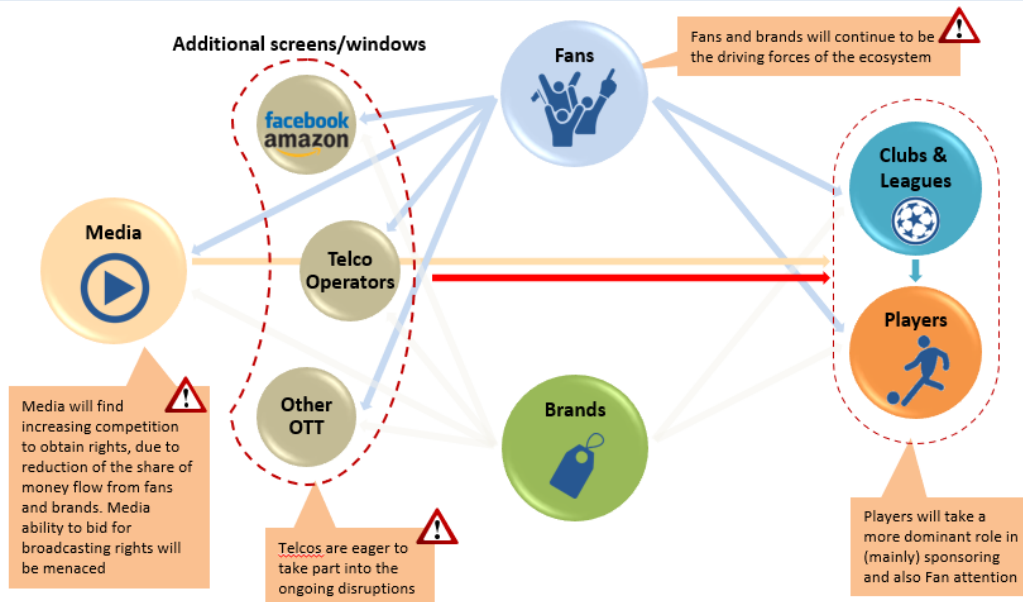 Additional screens/windows
Fans
Fans and brands will continue to be
the driving forces of the ecosystem
facebook
amazon
Clubs &
Leagues
Media
Telco
Operators
Players
Other
OTT
Brands
Media will find
increasing competition
to obtain rights, due to
reduction of the share of
money flow from fans
and brands. Media
ability to bid for
broadcasting rights will
be menaced
Telcos are eager to
take part into the
ongoing disruptions
Players will take a
more dominant role in
(mainly) sponsoring
and also Fan attention